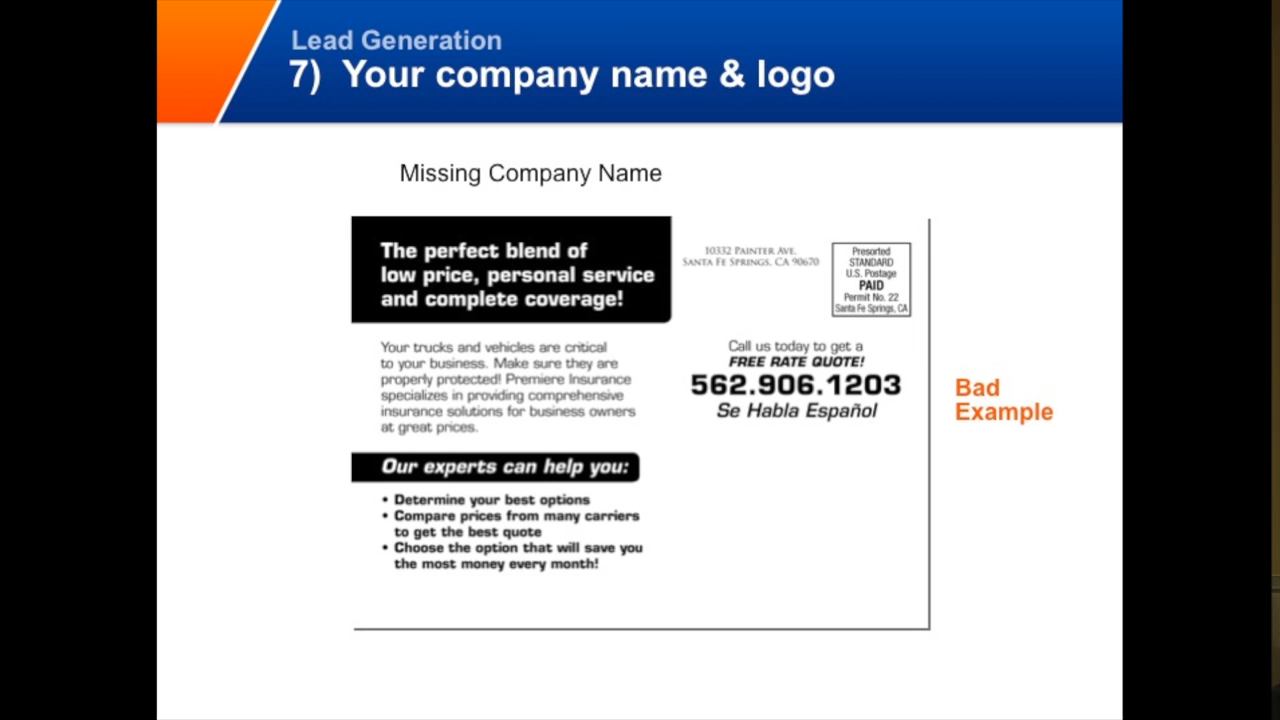 Lead Generation
7) Your company name & logo
Missing Company Name
The perfect blend of
low price, personal service
and complete coverage!
10332 Painter Ave.
Santa Fe Springs, CA 90670
Presorted
STANDARD
U.S. Postage
PAID
Permit No. 22
Santa Fe Springs, CA
Your trucks and vehicles are critical
to your business. Make sure they are
properly protected! Premiere Insurance
specializes in providing comprehensive
insurance solutions for business owners
at great prices.
Call us today to get a
FREE RATE QUOTE!
562.906.1203
Se Habla Español
Bad
Example
Our experts can help you:
• Determine your best options
• Compare prices from many carriers
to get the best quote
• Choose the option that will save you
the most money every month!